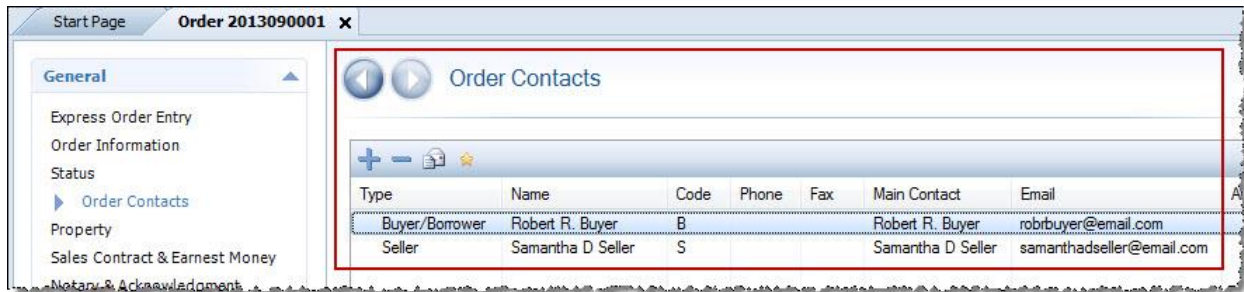 Start Page Order 2013090001 x
General
Order Contacts
Express Order Entry
Order Information
Status
Order Contacts
Property
Sales Contract & Earnest Money
Notary & Acknowledgment
Type Name Code Phone Fax Main Contact Email A
Buyer/Borrower Robert R. Buyer B Robert R. Buyer robrbuyer@email.com
Seller Samantha D Seller S Samantha D Seller samanthadseller@email.com